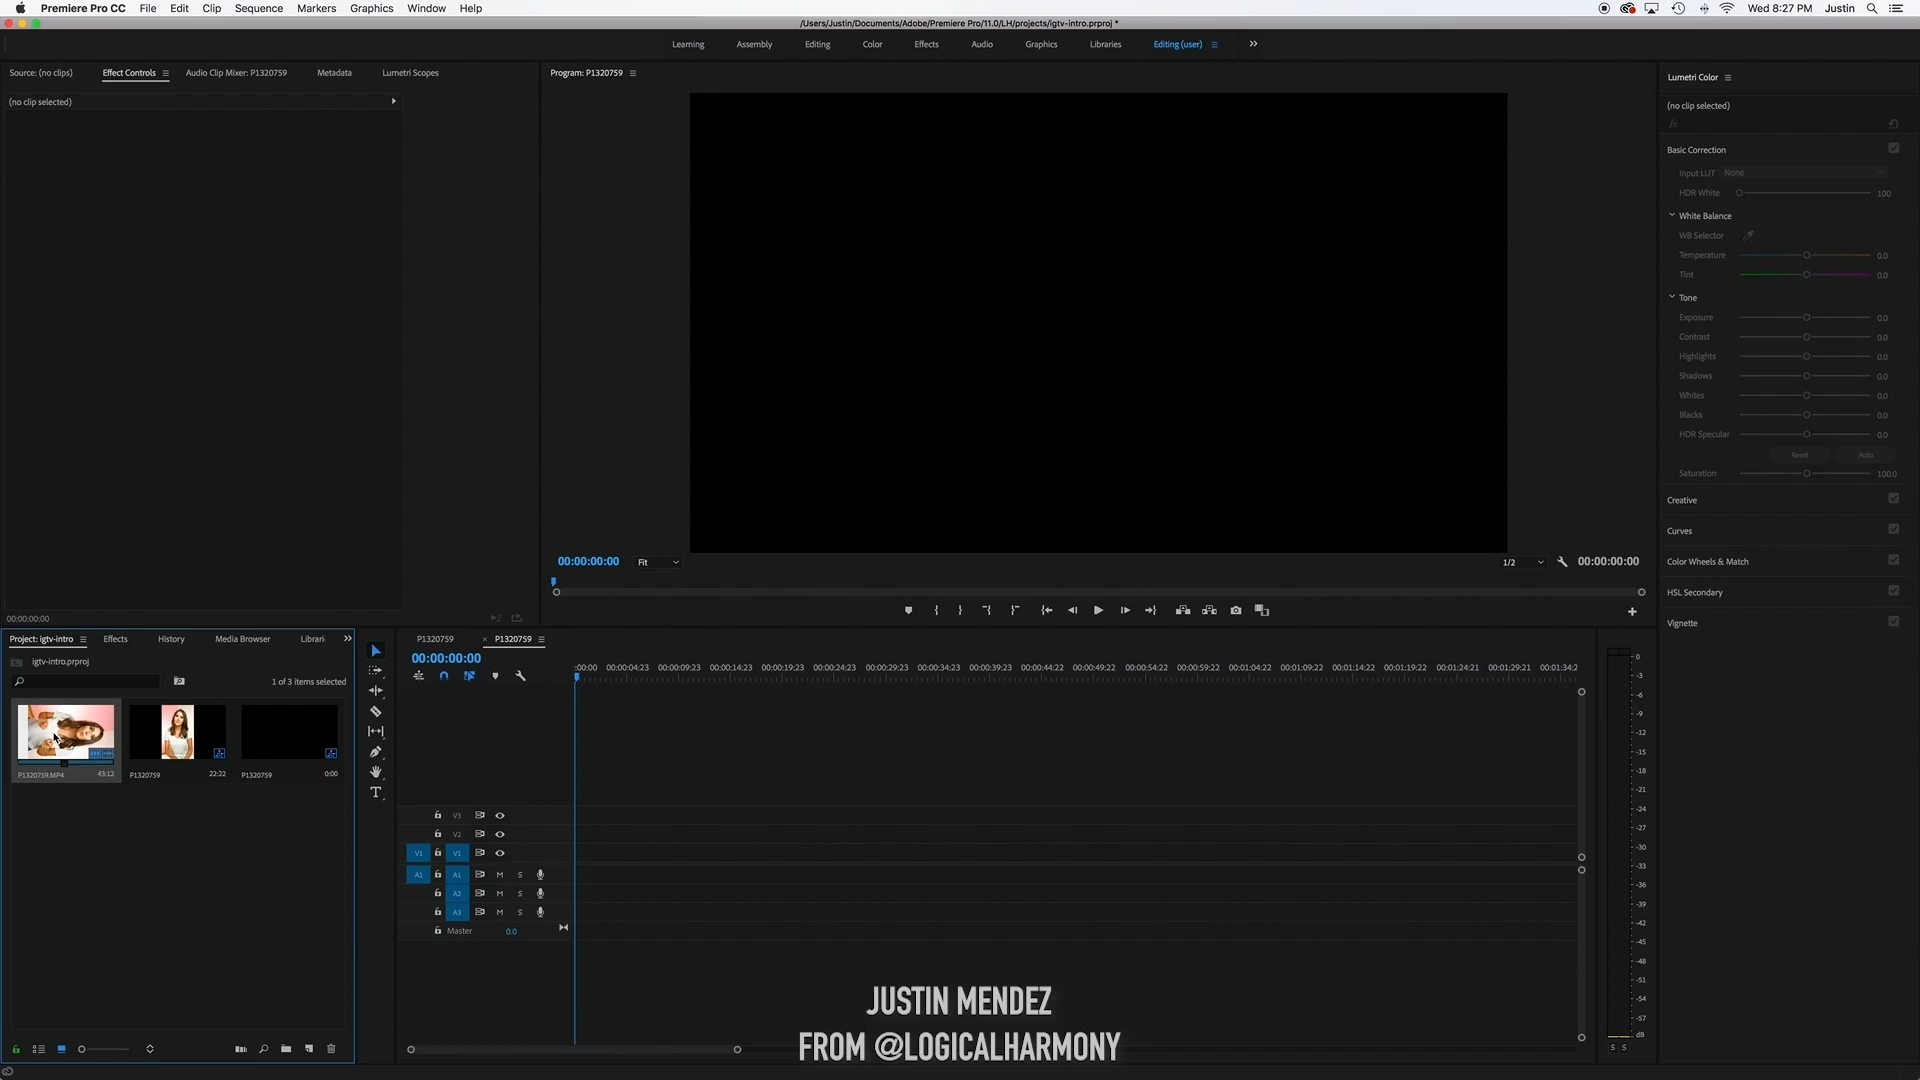 Premiere Pro CC File Edit Clip Sequence Markers Graphics Window Help Wed 8:27 PM Justin
/Users/Justin/Documents/Adobe/Premiere Pro/11.0/LH/projects/igtv-intro.prproj *
Learning Assembly Editing Color Effects Audio Graphics Libraries Editing (user)
Source: (no clips) Effect Controls Audio Clip Mixer: P1320759 Metadata Lumetri Scopes
(no clip selected)
00:00:00:00
Program: P1320759
00:00:00:00 Fit 1/2 00:00:00:00
Lumetri Color
(no clip selected)
fx
Basic Correction
Input LUT None
HDR White 100
White Balance
WB Selector
Temperature 0.0
Tint 0.0
Tone
Exposure 0.0
Contrast 0.0
Highlights 0.0
Shadows 0.0
Whites 0.0
Blacks 0.0
HDR Specular 0.0
Reset Auto
Saturation 100.0
Creative
Curves
Color Wheels & Match
HSL Secondary
Vignette
Project: igtv-intro Effects History Media Browser Librari
igtv-intro.prproj
1 of 3 items selected
P1320759.MP4 43:12 P1320759 22:22 P1320759 0:00
T
P1320759 × P1320759
00:00:00:00
:00:00 00:00:04:23 00:00:09:23 00:00:14:23 00:00:19:23 00:00:24:23 00:00:29:23 00:00:34:23 00:00:39:23 00:00:44:22 00:00:49:22 00:00:54:22 00:00:59:22 00:01:04:22 00:01:09:22 00:01:14:22 00:01:19:22 00:01:24:21 00:01:29:21 00:01:34:2
V3
V2
V1 V1
A1 A1 M S
A2 M S
A3 M S
Master 0.0
0
-3
-6
-9
-12
-15
-18
-21
-24
-27
-30
-33
-36
-39
-42
-45
-48
-51
-54
-57
dB
S S
JUSTIN MENDEZ
FROM @LOGICALHARMONY